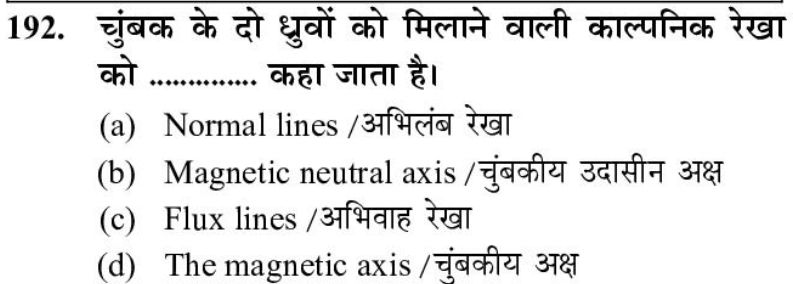 192. चुंबक के दो ध्रुवों को मिलाने वाली काल्पनिक रेखा
को ............... कहा जाता है।
(a) Normal lines /अभिलंब रेखा
(b) Magnetic neutral axis /चुंबकीय उदासीन अक्ष
(c) Flux lines /अभिवाह रेखा
(d) The magnetic axis /चुंबकीय अक्ष